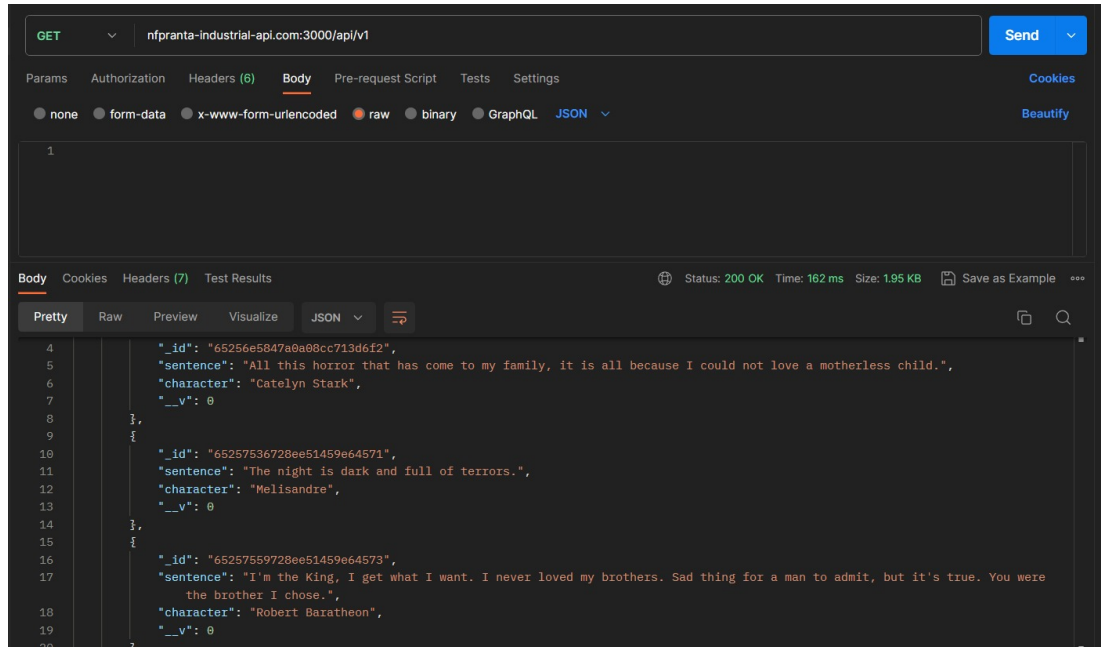 GET nfpranta-industrial-api.com:3000/api/v1 Send
Params Authorization Headers (6) Body Pre-request Script Tests Settings Cookies
none form-data x-www-form-urlencoded raw binary GraphQL JSON Beautify
1
Body Cookies Headers (7) Test Results Status: 200 OK Time: 162 ms Size: 1.95 KB Save as Example
Pretty Raw Preview Visualize JSON
4 "_id": "65256e5847a0a08cc713d6f2",
5 "sentence": "All this horror that has come to my family, it is all because I could not love a motherless child.",
6 "character": "Catelyn Stark",
7 "__v": 0
8 },
9 {
10 "_id": "65257536728ee51459e64571",
11 "sentence": "The night is dark and full of terrors.",
12 "character": "Melisandre",
13 "__v": 0
14 },
15 {
16 "_id": "65257559728ee51459e64573",
17 "sentence": "I'm the King, I get what I want. I never loved my brothers. Sad thing for a man to admit, but it's true. You were
the brother I chose.",
18 "character": "Robert Baratheon",
19 "__v": 0